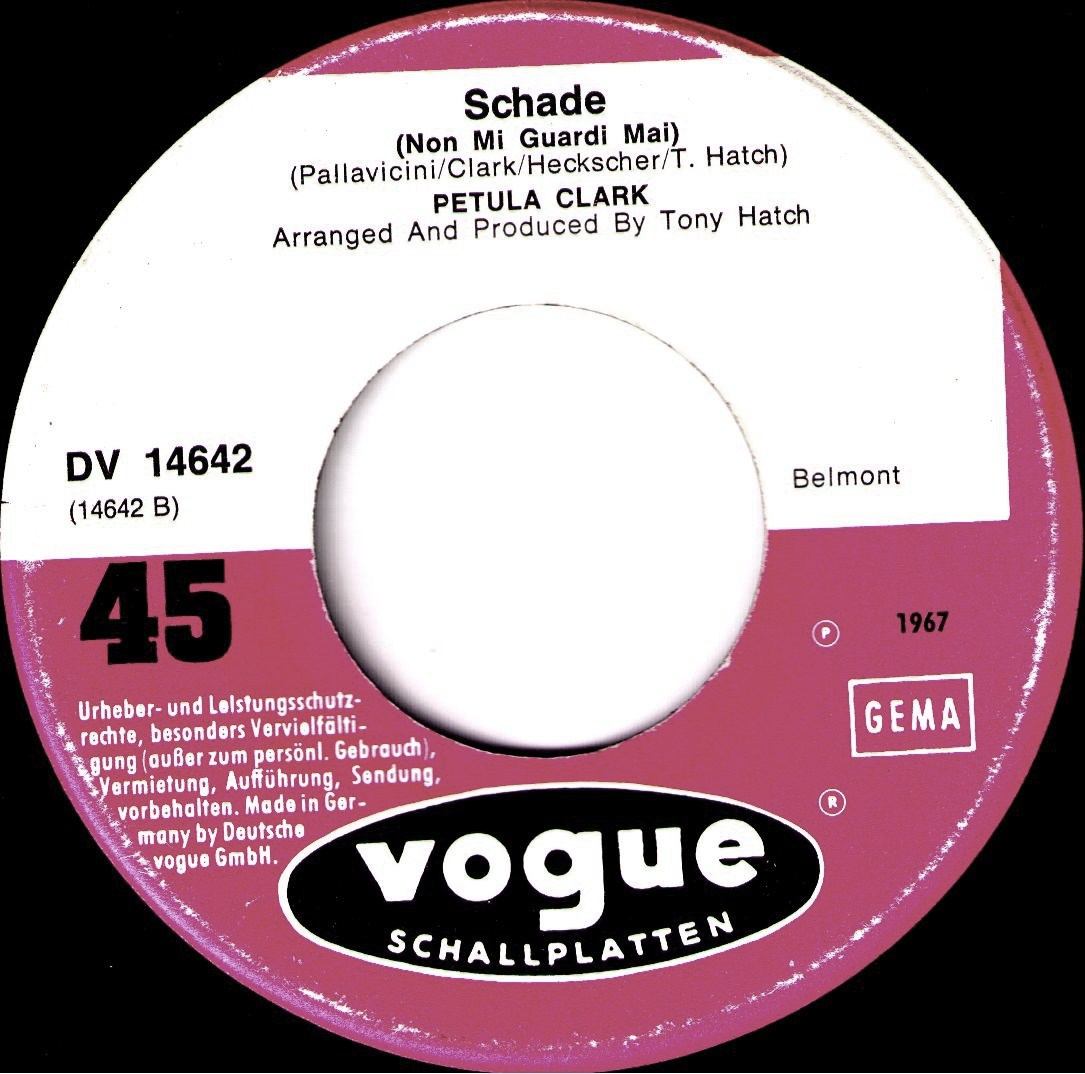 Schade
(Non Mi Guardi Mai)
(Pallavicini/Clark/Heckscher/T. Hatch)
PETULA CLARK
Arranged And Produced By Tony Hatch
DV 14642
(14642 B)
Belmont
45
P 1967
GEMA
Urheber- und Leistungsschutz-
rechte, besonders Vervielfälti-
gung (außer zum persönl. Gebrauch),
Vermietung, Aufführung, Sendung,
vorbehalten. Made in Ger-
many by Deutsche
vogue GmbH.
R
vogue
SCHALLPLATTEN